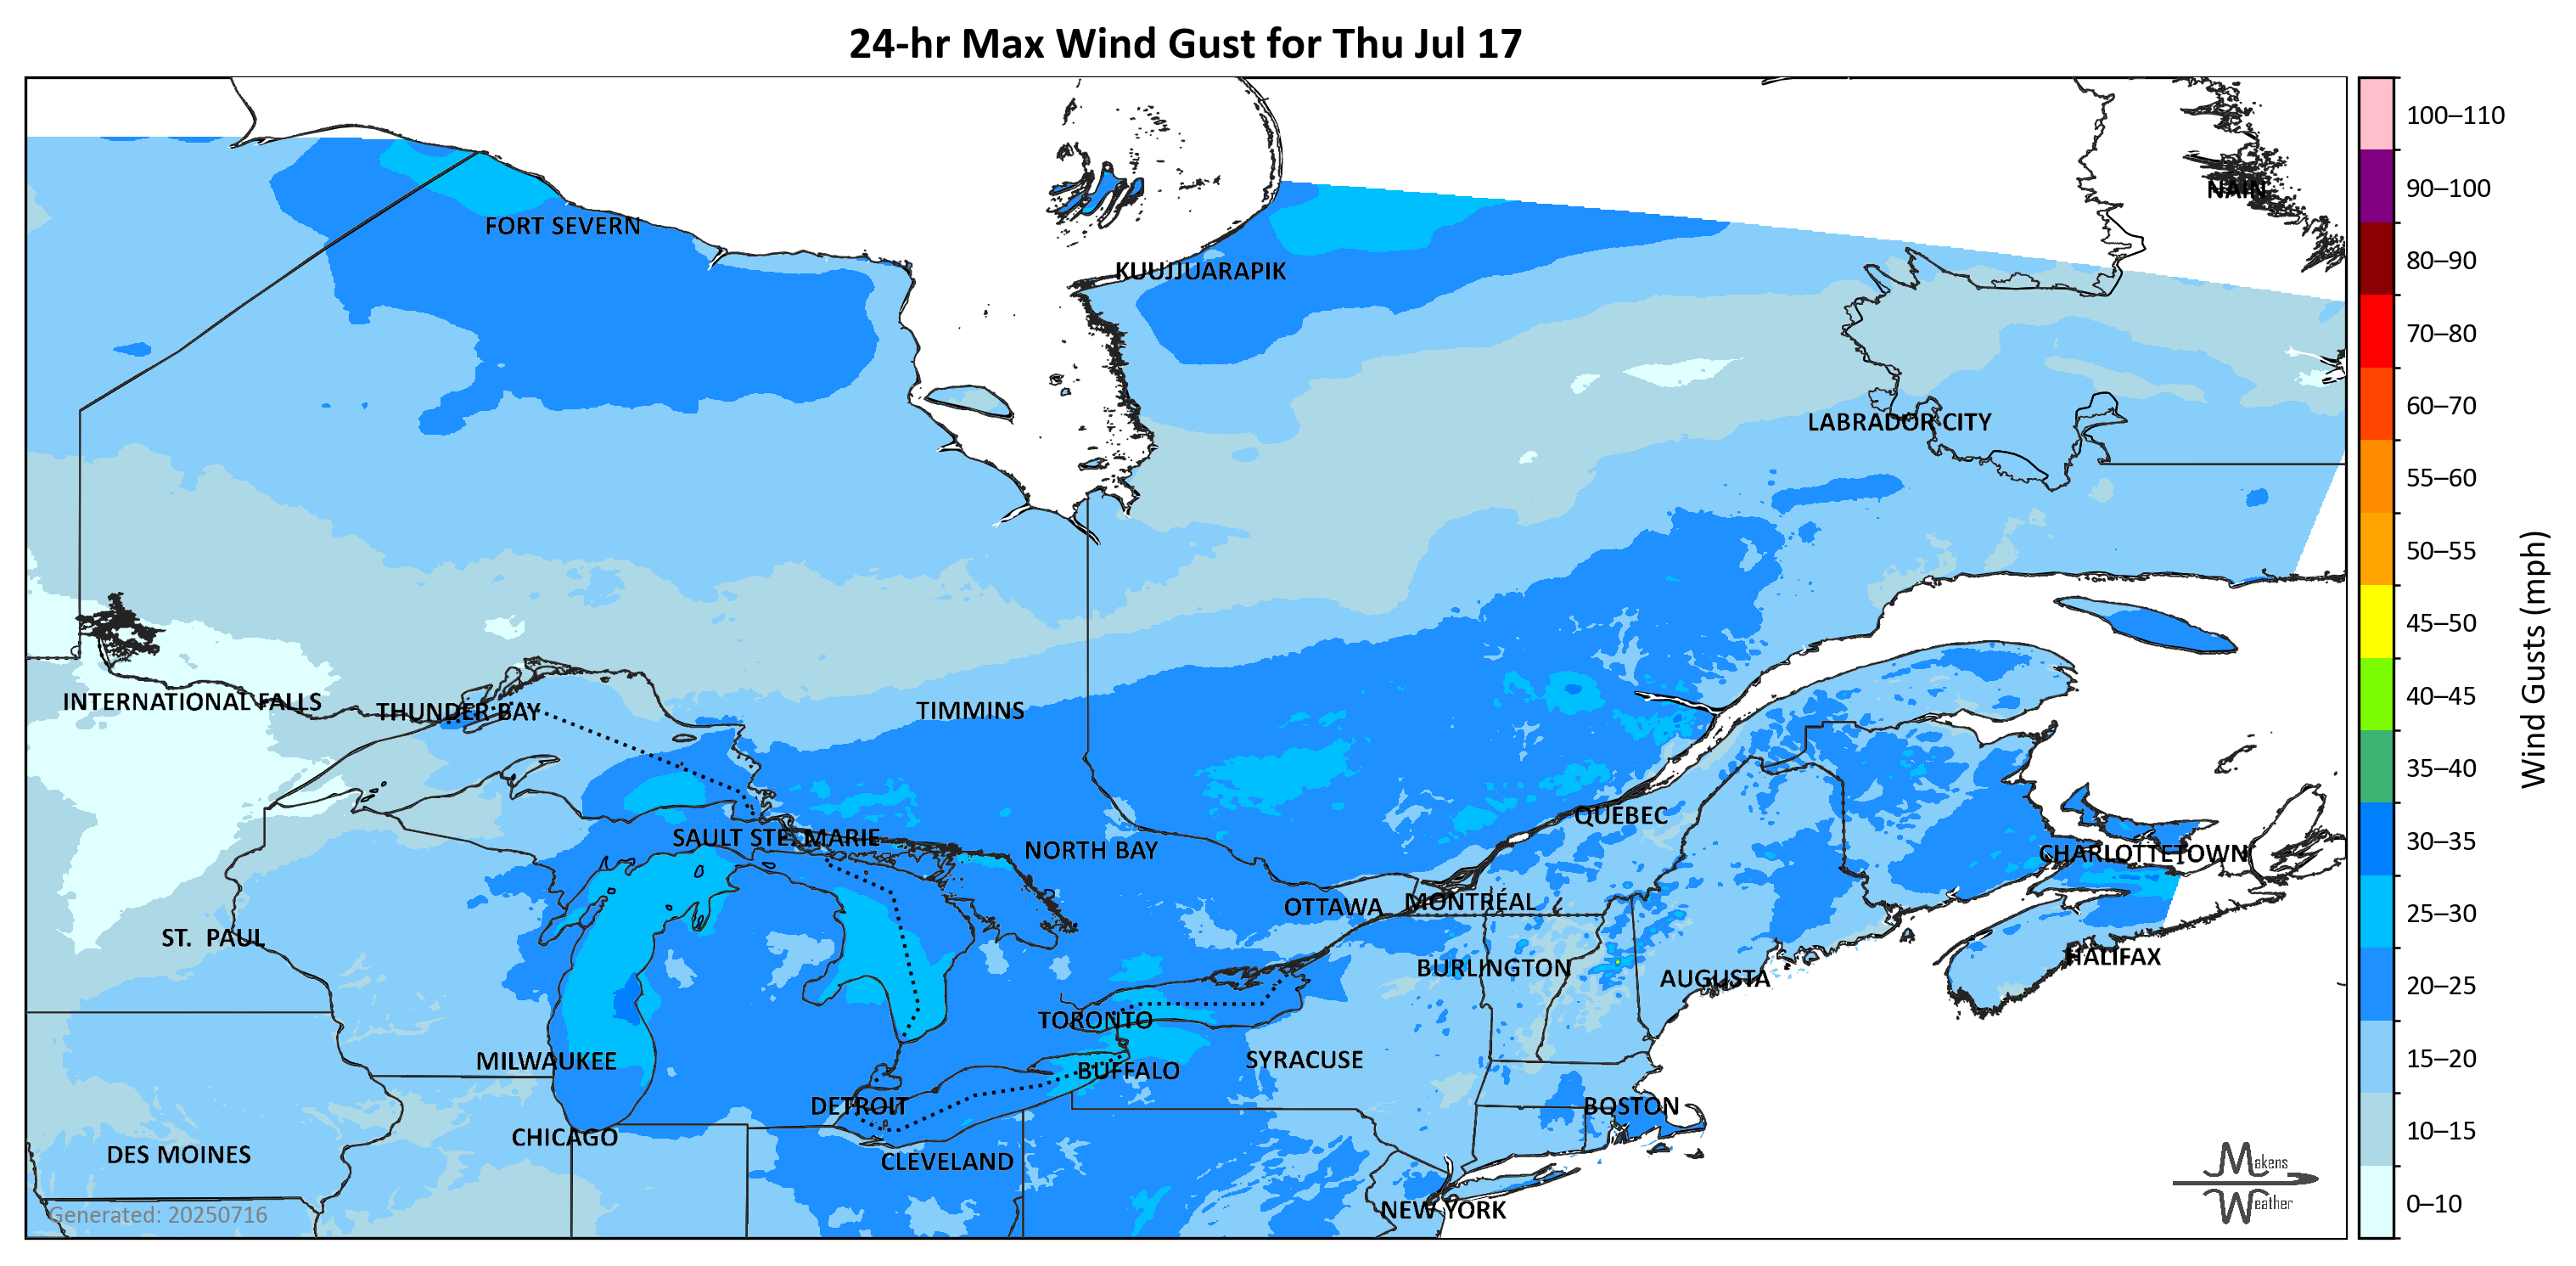 24-hr Max Wind Gust for Thu Jul 17
100–110
90–100
NAIN
FORT SEVERN
80–90
KUUJJUARAPIK
70–80
60–70
LABRADOR CITY
55–60
50–55
45–50
Wind Gusts (mph)
40–45
INTERNATIONAL FALLS
THUNDER BAY
TIMMINS
35–40
QUEBEC
30–35
SAULT STE. MARIE
NORTH BAY
CHARLOTTETOWN
OTTAWA
MONTRÉAL
25–30
ST. PAUL
HALIFAX
BURLINGTON
AUGUSTA
20–25
TORONTO
MILWAUKEE
SYRACUSE
15–20
BUFFALO
DETROIT
BOSTON
10–15
CHICAGO
DES MOINES
CLEVELAND
Makens
Weather
0–10
NEW YORK
Generated: 20250716